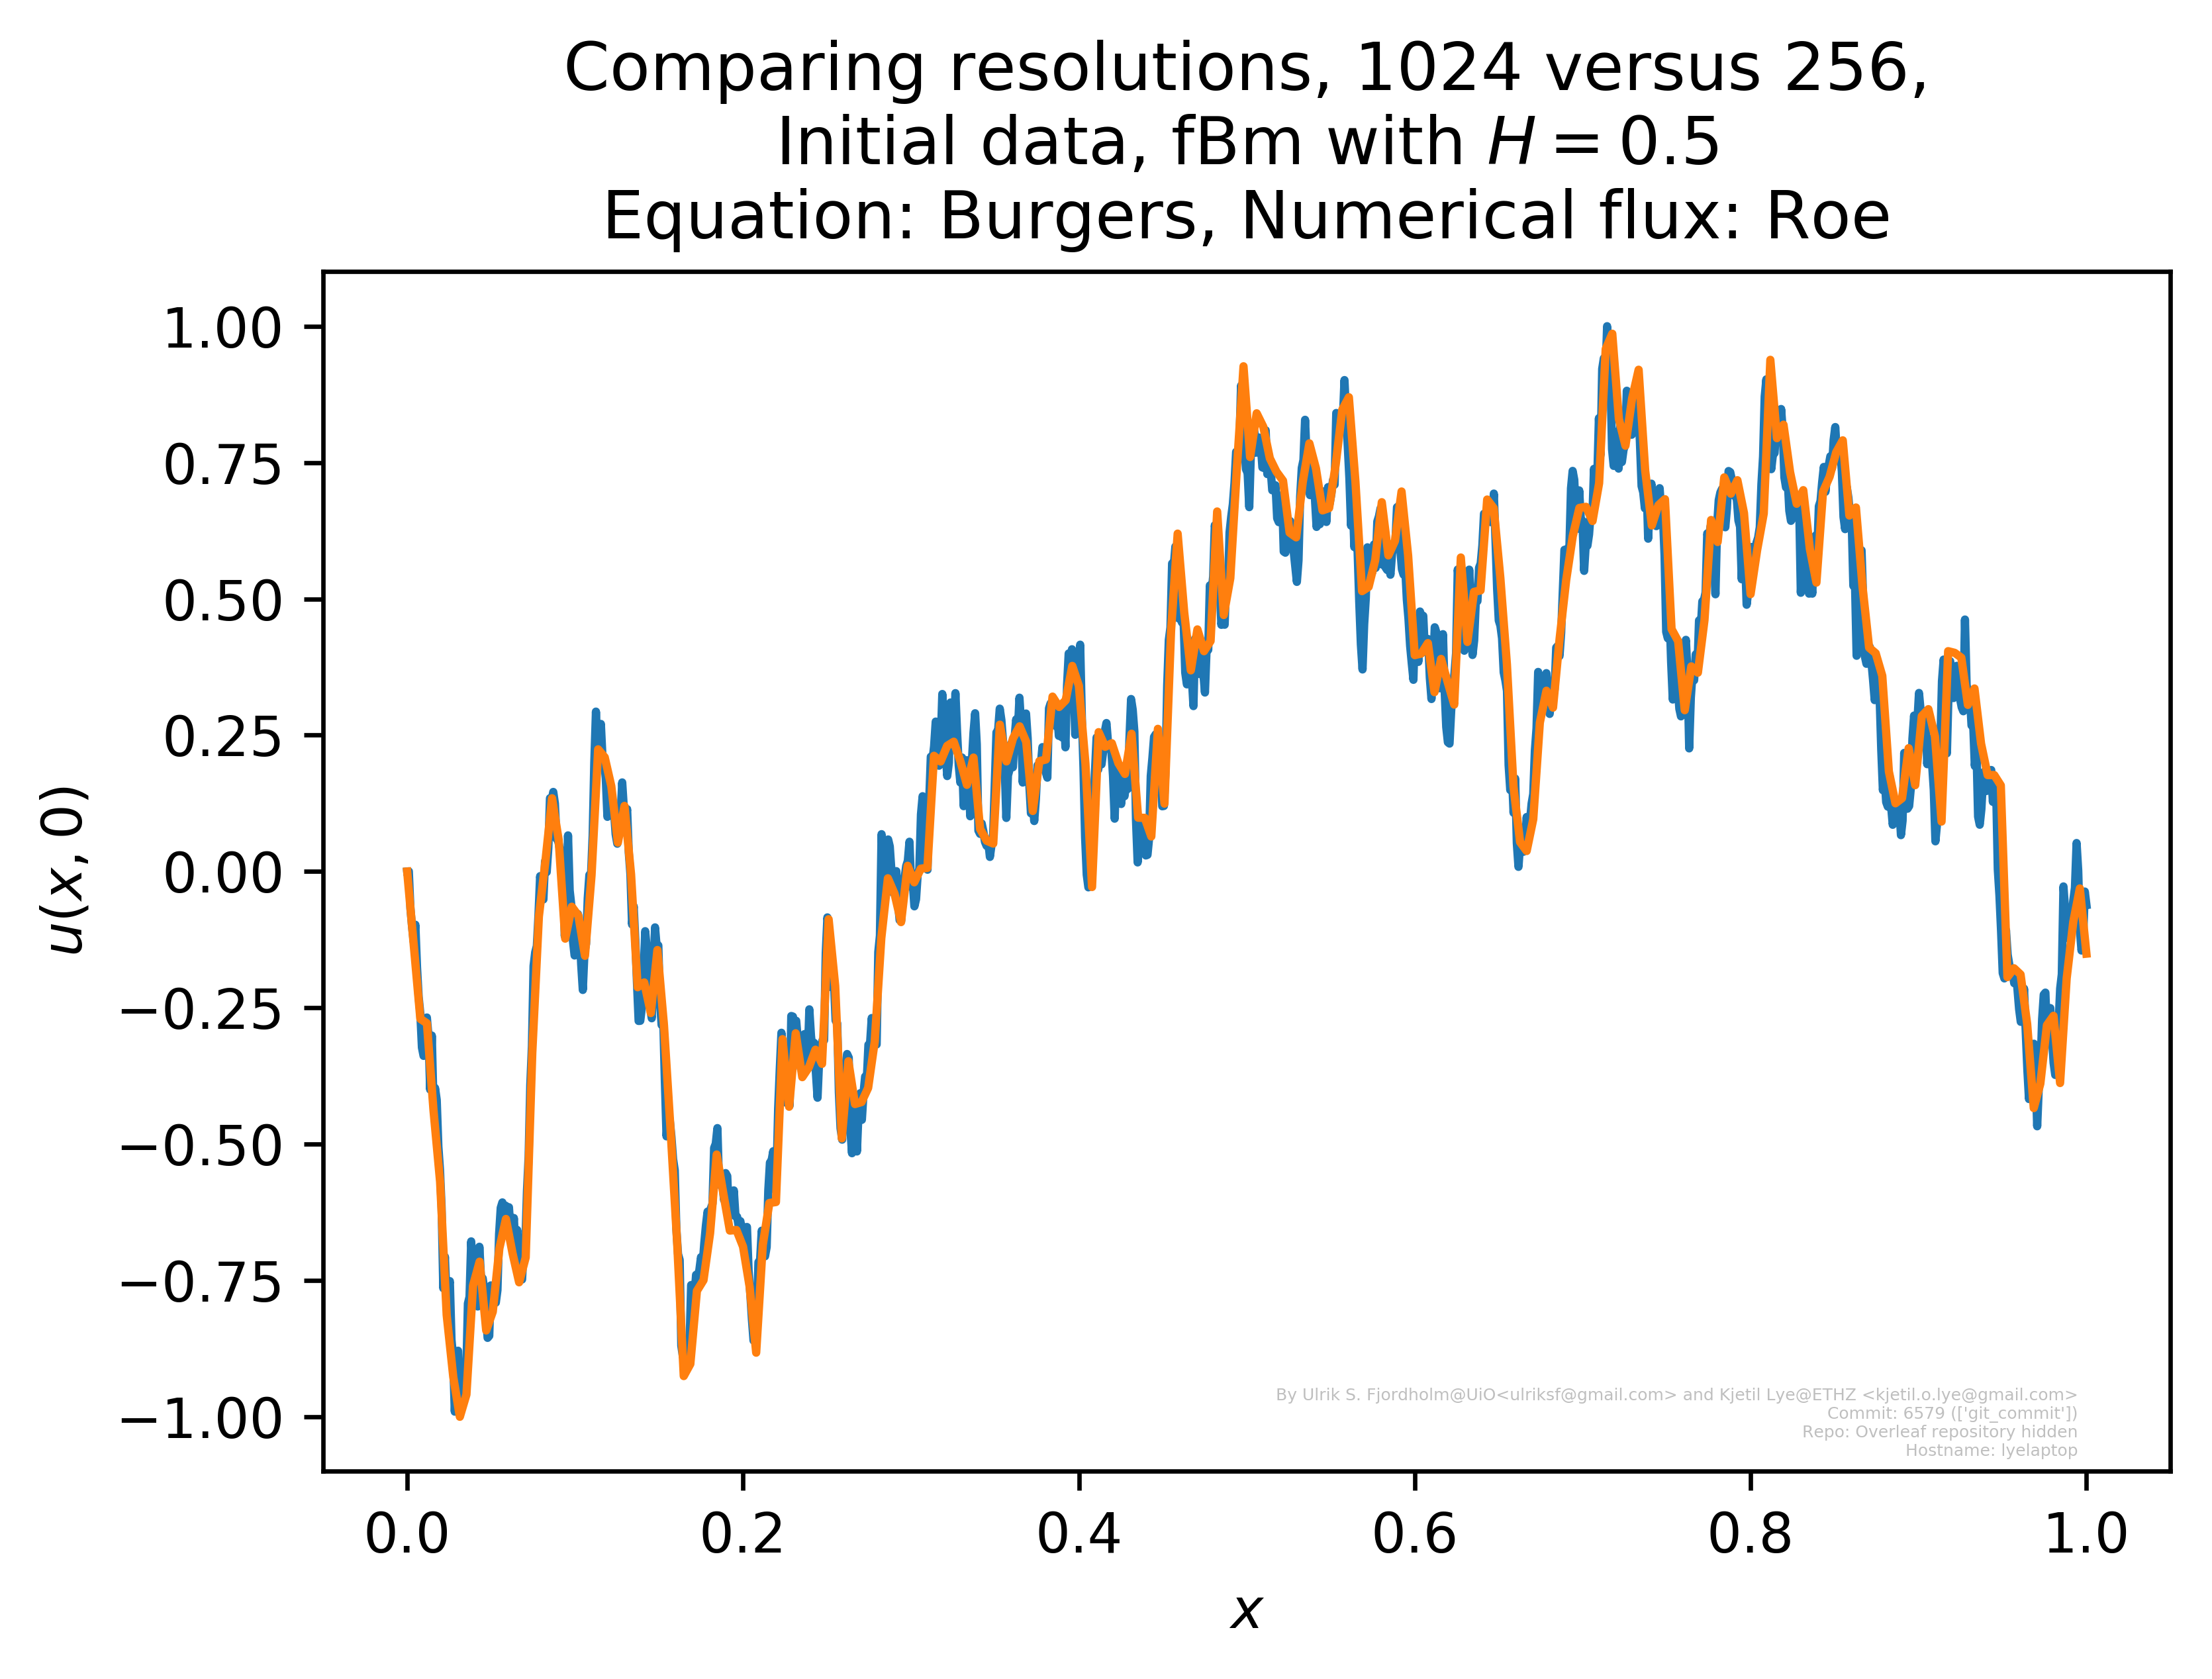 Comparing resolutions, 1024 versus 256,
Initial data, fBm with H = 0.5
Equation: Burgers, Numerical flux: Roe
1.00
0.75
0.50
0.25
0.00
−0.25
−0.50
−0.75
−1.00
u(x, 0)
By Ulrik S. Fjordholm@UiO<ulriksf@gmail.com> and Kjetil Lye@ETHZ <kjetil.o.lye@gmail.com>
Commit: 6579 (['git_commit'])
Repo: Overleaf repository hidden
Hostname: lyelaptop
0.0 0.2 0.4 0.6 0.8 1.0
x